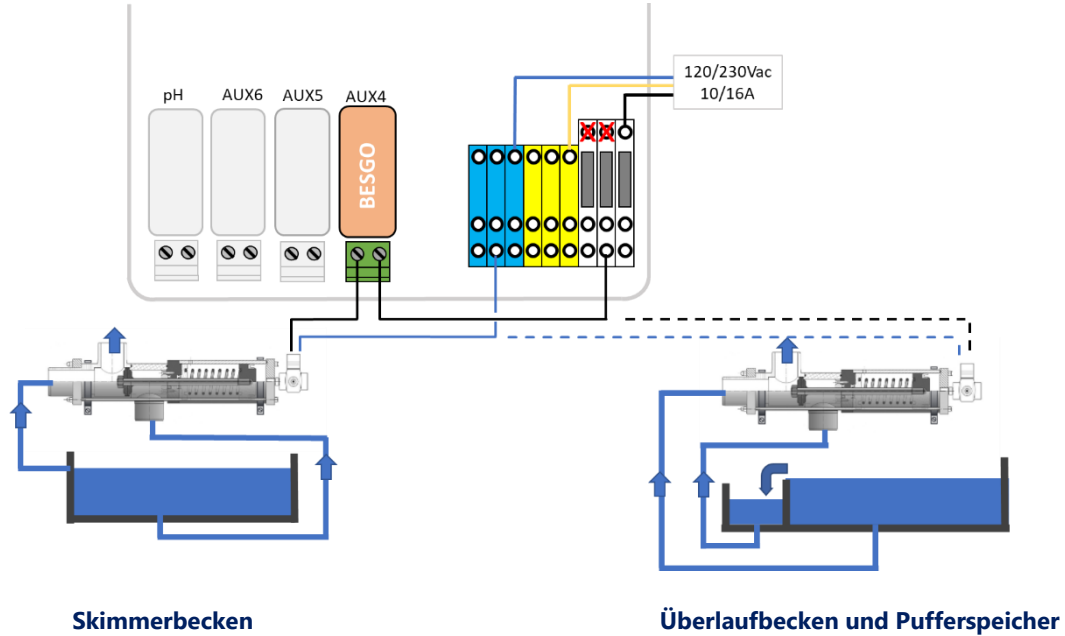 pH
AUX6
AUX5
AUX4
BESGO
120/230Vac
10/16A
Skimmerbecken
Überlaufbecken und Pufferspeicher